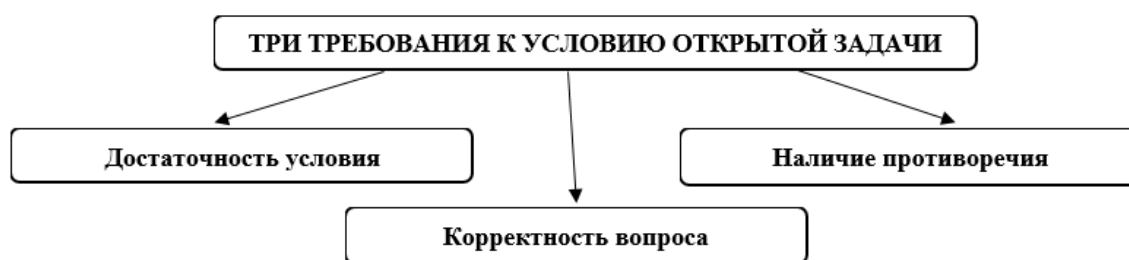 ТРИ ТРЕБОВАНИЯ К УСЛОВИЮ ОТКРЫТОЙ ЗАДАЧИ
Достаточность условия
Наличие противоречия
Корректность вопроса